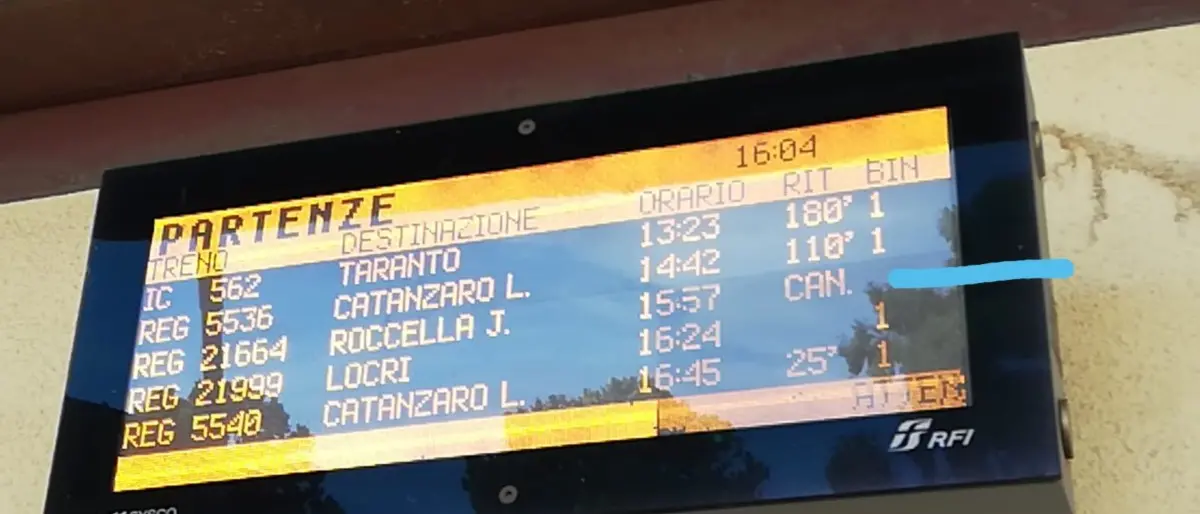 16:04
PARTENZE
TRENO DESTINAZIONE ORARIO RIT BIN
IC 562 TARANTO 13:23 180' 1
REG 5536 CATANZARO L. 14:42 110' 1
REG 21664 ROCCELLA J. 15:57 CAN.
REG 21999 LOCRI 16:24 1
REG 5540 CATANZARO L. 16:45 25' 1
RFI